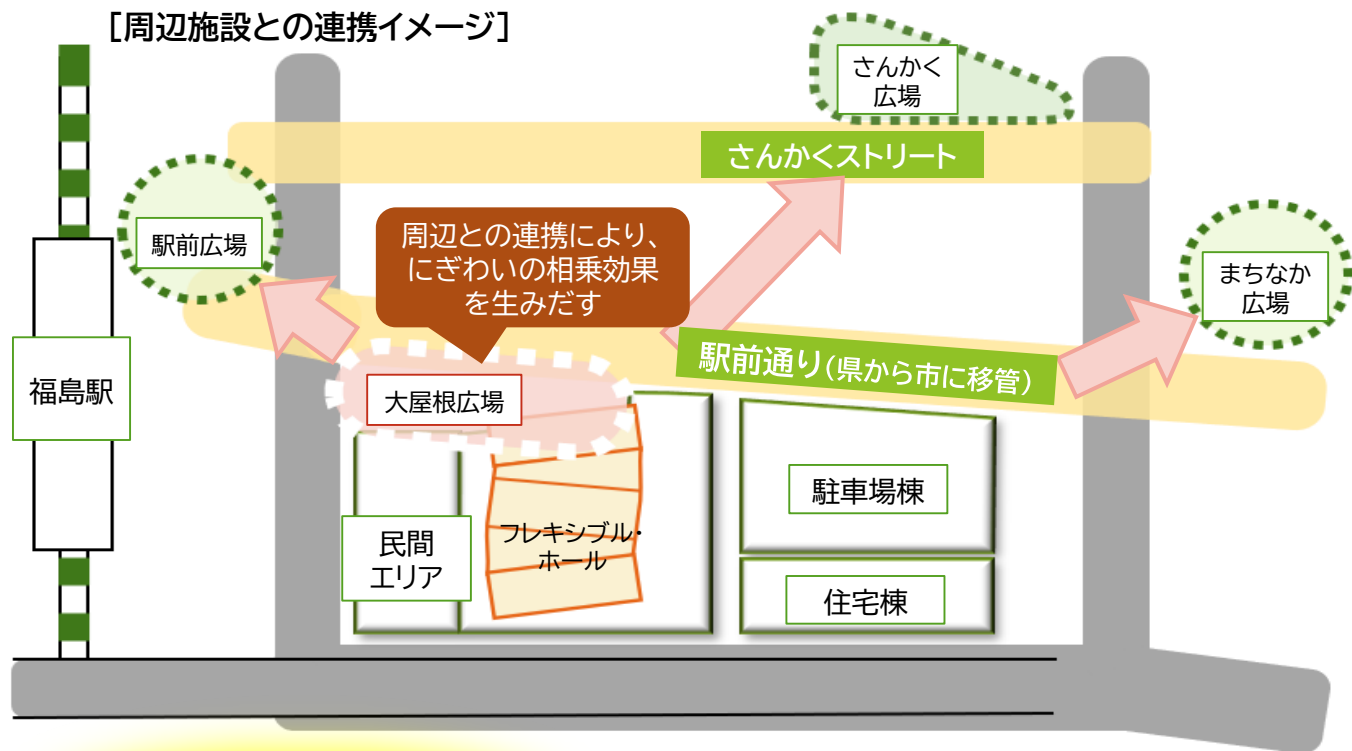 [周辺施設との連携イメージ]
さんかく
広場
さんかくストリート
駅前広場
周辺との連携により、
にぎわいの相乗効果
を生みだす
まちなか
広場
駅前通り(県から市に移管)
福島駅
大屋根広場
駐車場棟
民間
エリア
フレキシブル・
ホール
住宅棟